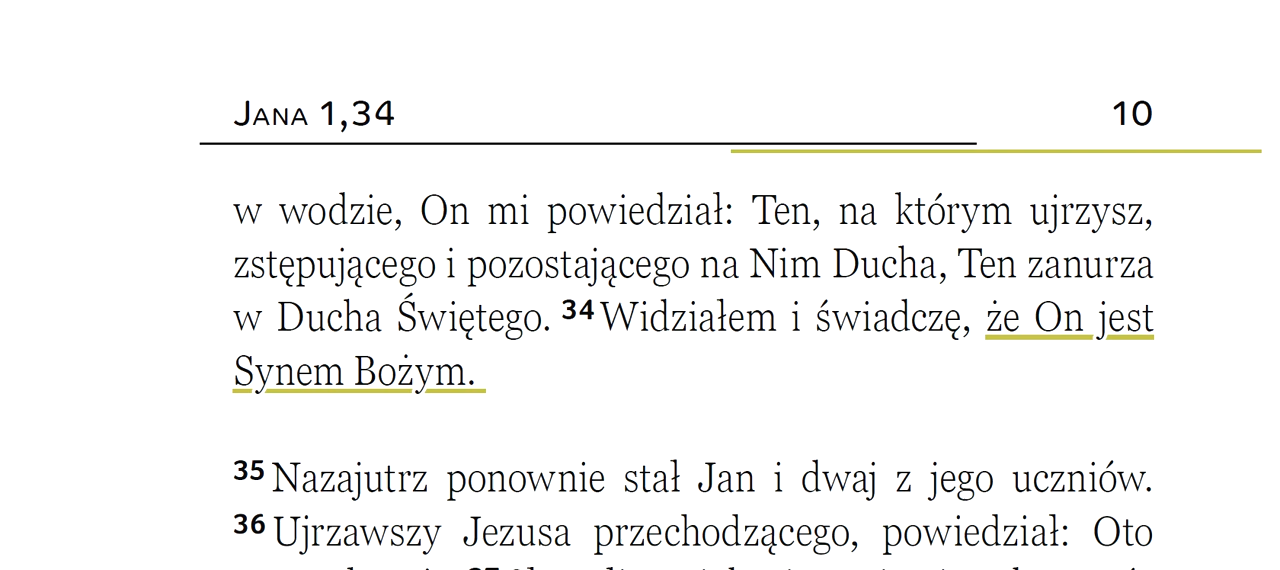 Jana 1,34 10
w wodzie, On mi powiedział: Ten, na którym ujrzysz,
zstępującego i pozostającego na Nim Ducha, Ten zanurza
w Ducha Świętego. 34 Widziałem i świadczę, że On jest
Synem Bożym.
35 Nazajutrz ponownie stał Jan i dwaj z jego uczniów.
36 Ujrzawszy Jezusa przechodzącego, powiedział: Oto